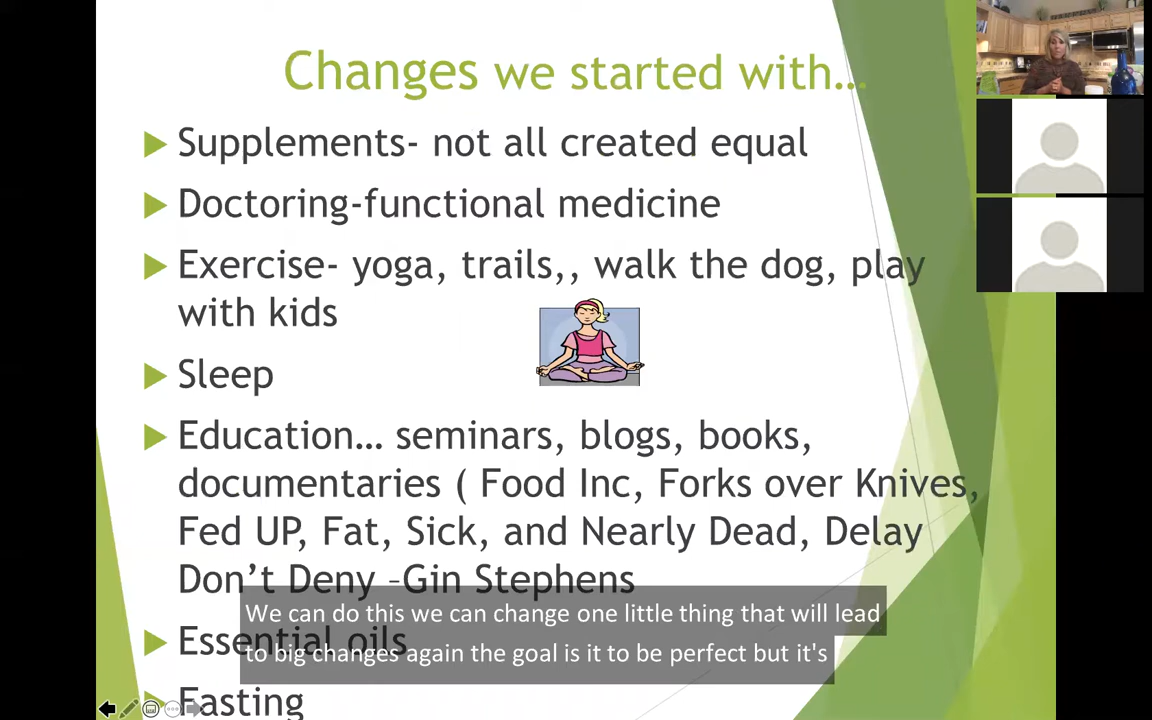 Changes we started with...
Supplements- not all created equal
Doctoring-functional medicine
Exercise- yoga, trails,, walk the dog, play
with kids
Sleep
Education... seminars, blogs, books,
documentaries ( Food Inc, Forks over Knives,
Fed UP, Fat, Sick, and Nearly Dead, Delay
Don't Deny –Gin Stephens
We can do this we can change one little thing that will lead
Essential oils
to big changes again the goal is it to be perfect but it's
Fasting